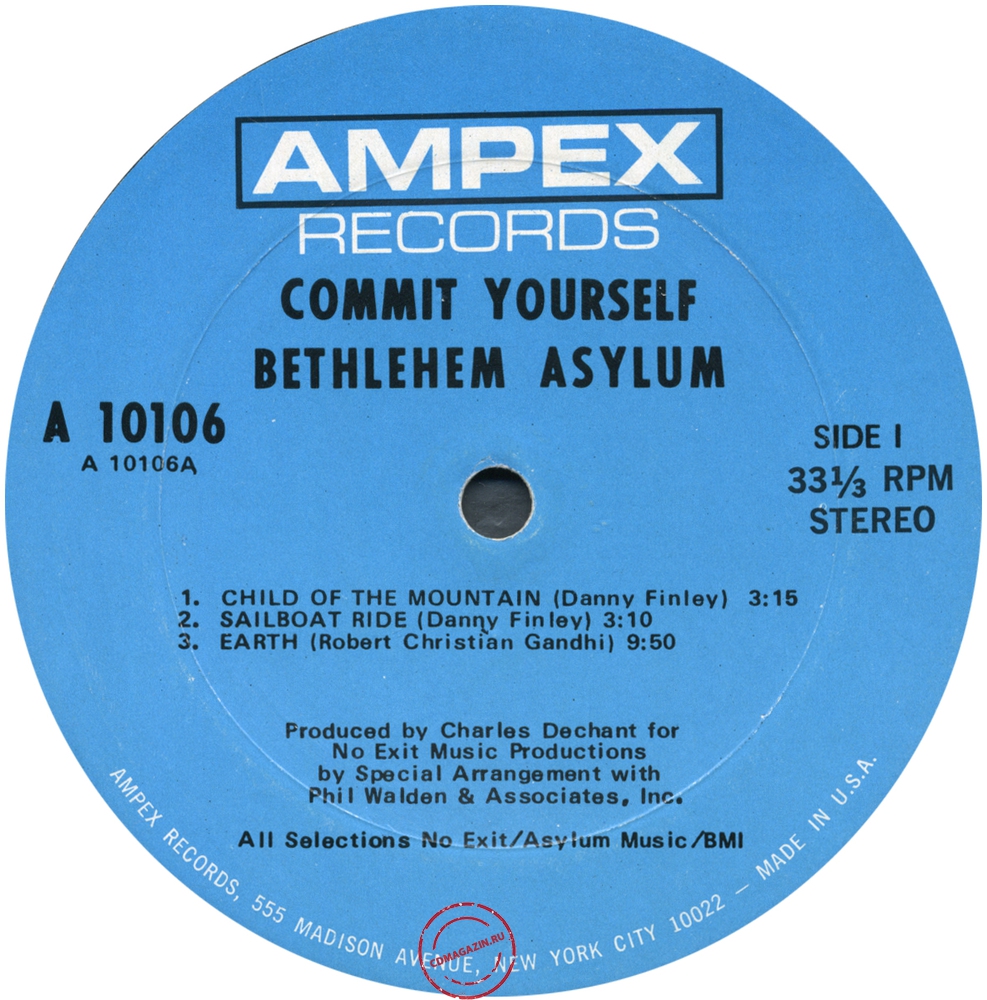 AMPEX
RECORDS
COMMIT YOURSELF
BETHLEHEM ASYLUM
A 10106
A 10106A
SIDE I
33⅓ RPM
STEREO
1. CHILD OF THE MOUNTAIN (Danny Finley) 3:15
2. SAILBOAT RIDE (Danny Finley) 3:10
3. EARTH (Robert Christian Gandhi) 9:50
Produced by Charles Dechant for
No Exit Music Productions
by Special Arrangement with
Phil Walden & Associates, Inc.
All Selections No Exit/Asylum Music/BMI
AMPEX RECORDS, 555 MADISON AVENUE, NEW YORK CITY 10022 — MADE IN U.S.A.
CDMAGAZIN.RU